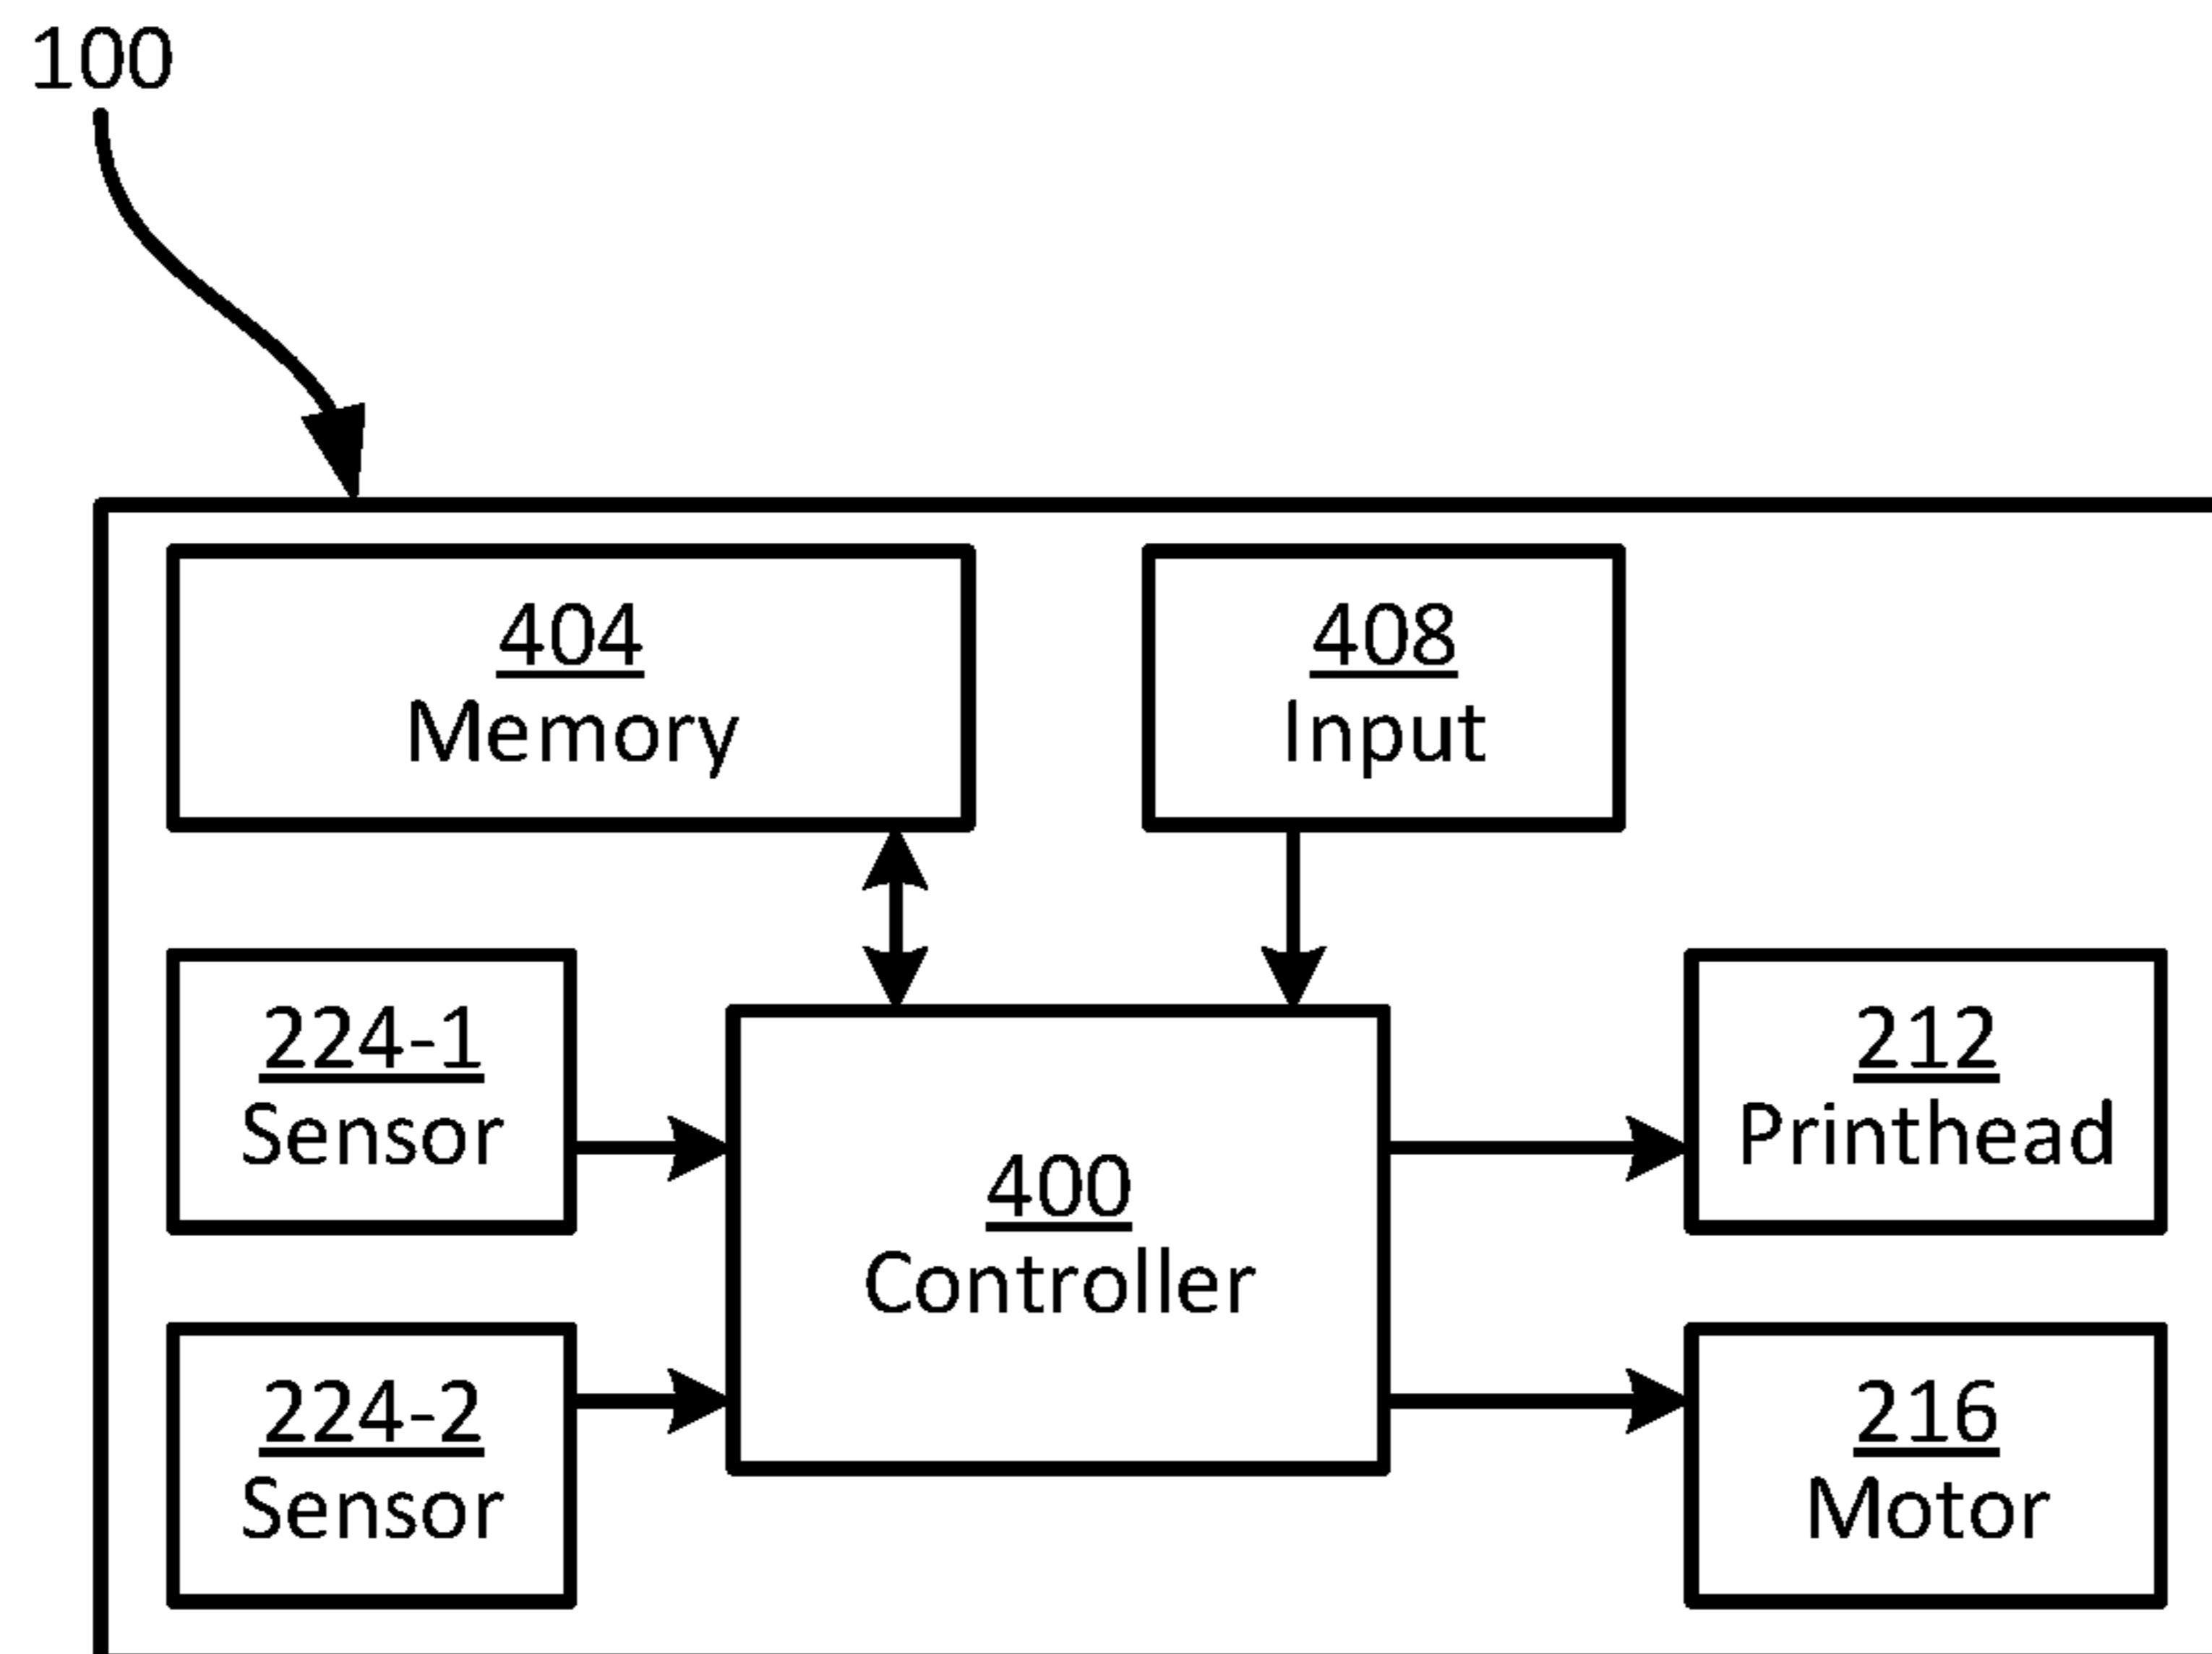 100
404
Memory
408
Input
224-1
Sensor
400
Controller
212
Printhead
224-2
Sensor
216
Motor